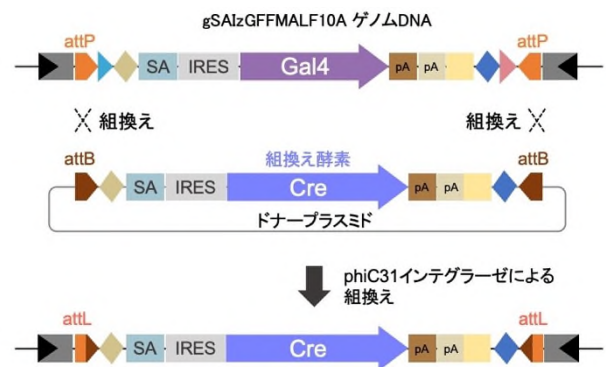 gSAIzGFFMALF10A ゲノムDNA
attP attP
SA IRES Gal4 pA pA
組換え 組換え
attB 組換え酵素 attB
SA IRES Cre pA pA
ドナープラスミド
phiC31インテグラーゼによる
組換え
attL attL
SA IRES Cre pA pA